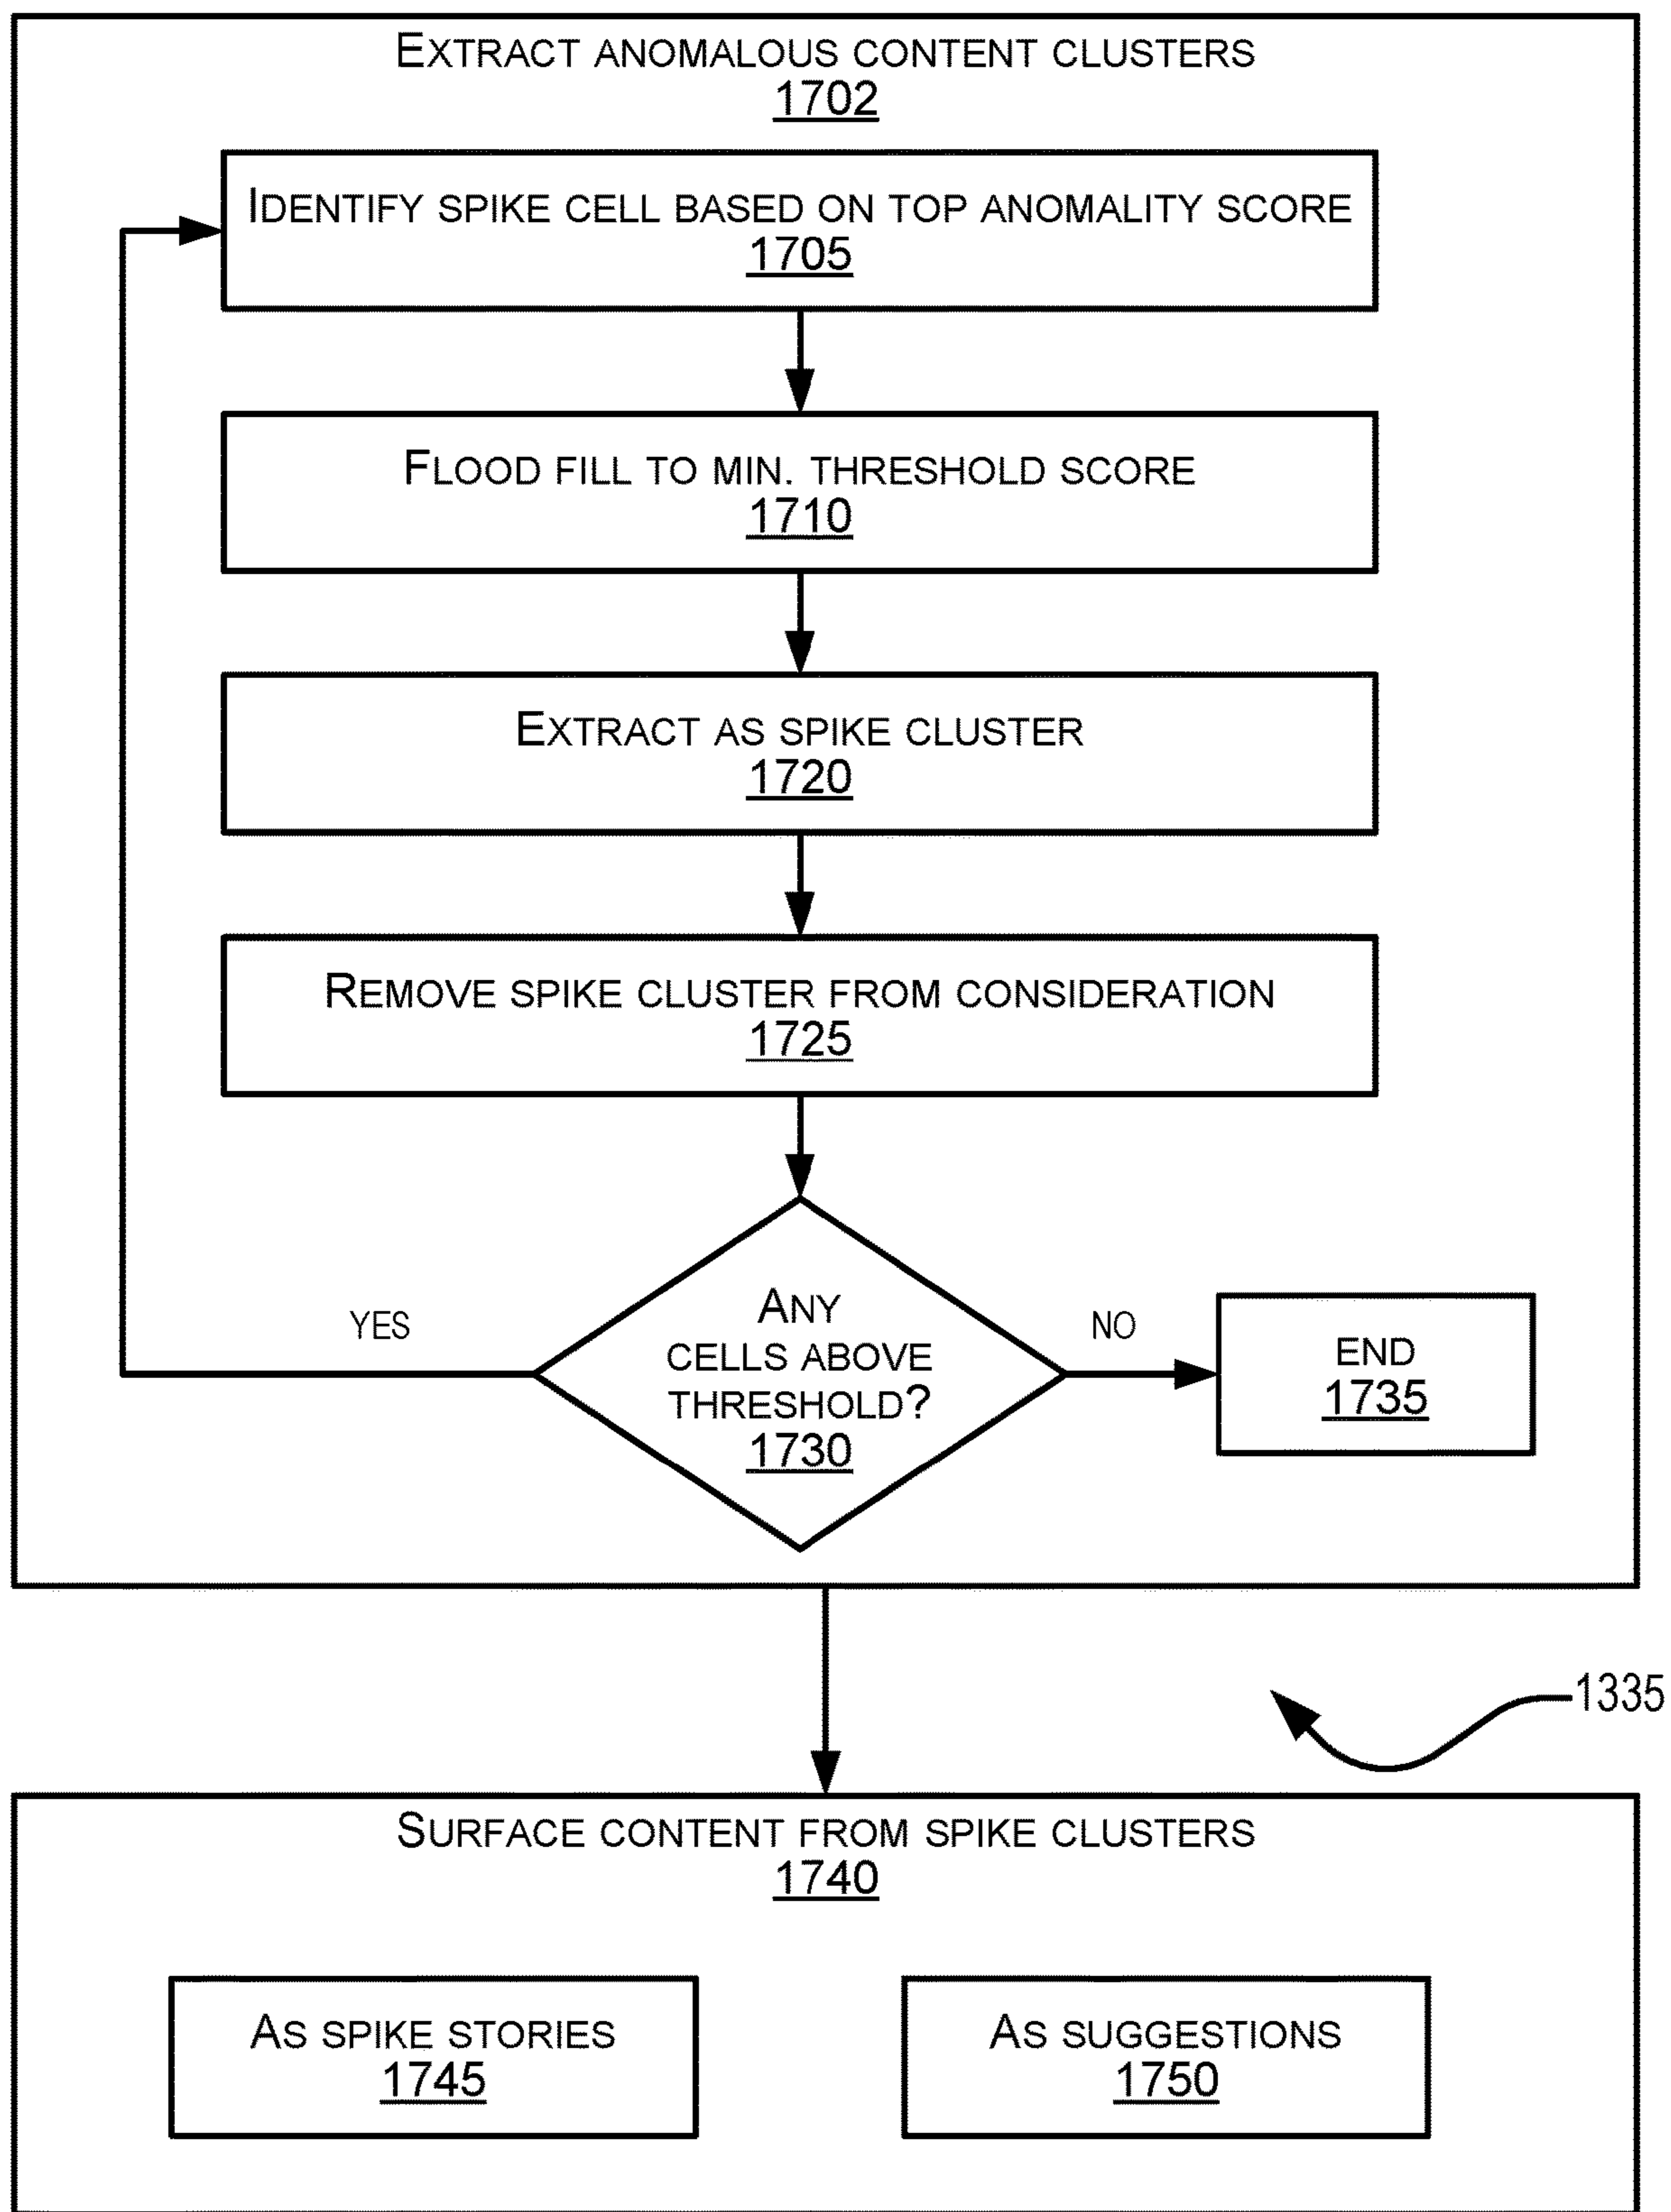 EXTRACT ANOMALOUS CONTENT CLUSTERS
1702
IDENTIFY SPIKE CELL BASED ON TOP ANOMALITY SCORE
1705
FLOOD FILL TO MIN. THRESHOLD SCORE
1710
EXTRACT AS SPIKE CLUSTER
1720
REMOVE SPIKE CLUSTER FROM CONSIDERATION
1725
ANY
CELLS ABOVE
THRESHOLD?
1730
YES
NO
END
1735
1335
SURFACE CONTENT FROM SPIKE CLUSTERS
1740
AS SPIKE STORIES
1745
AS SUGGESTIONS
1750